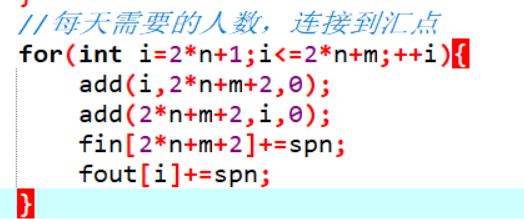 //每天需要的人数，连接到汇点
for(int i=2*n+1;i<=2*n+m;++i){
add(i,2*n+m+2,0);
add(2*n+m+2,i,0);
fin[2*n+m+2]+=spn;
fout[i]+=spn;
}